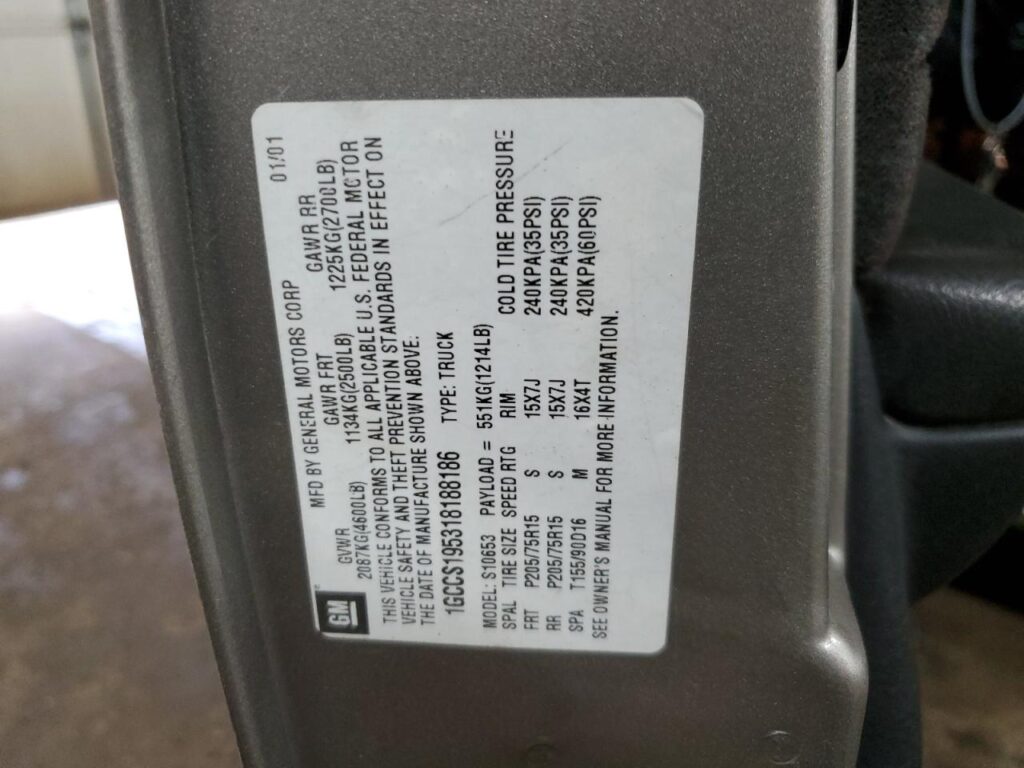 MFD BY GENERAL MOTORS CORP 01/01
GVWR GAWR FRT GAWR RR
2087KG(4600LB) 1134KG(2500LB) 1225KG(2700LB)
THIS VEHICLE CONFORMS TO ALL APPLICABLE U.S. FEDERAL MOTOR
VEHICLE SAFETY AND THEFT PREVENTION STANDARDS IN EFFECT ON
THE DATE OF MANUFACTURE SHOWN ABOVE.
GM
1GCCS195318188186 TYPE: TRUCK
MODEL: S10653 PAYLOAD = 551KG(1214LB)
SPAL TIRE SIZE SPEED RTG RIM COLD TIRE PRESSURE
FRT P205/75R15 S 15X7J 240KPA(35PSI)
RR P205/75R15 S 15X7J 240KPA(35PSI)
SPA T155/90D16 M 16X4T 420KPA(60PSI)
SEE OWNER'S MANUAL FOR MORE INFORMATION.